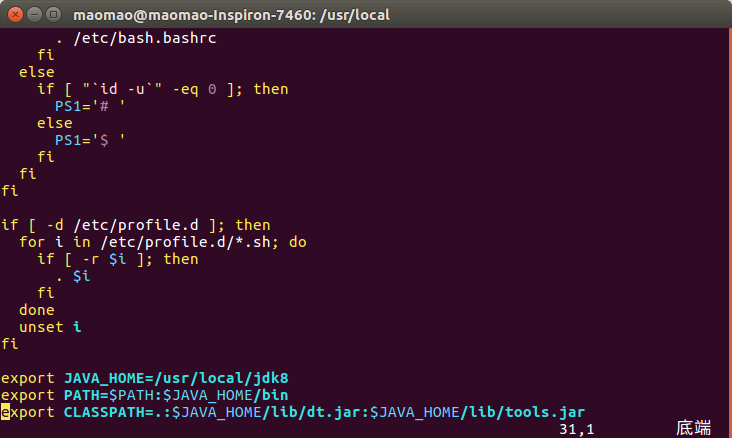 maomao@maomao-Inspiron-7460: /usr/local
      . /etc/bash.bashrc
    fi
  else
    if [ "`id -u`" -eq 0 ]; then
      PS1='# '
    else
      PS1='$ '
    fi
  fi
fi

if [ -d /etc/profile.d ]; then
  for i in /etc/profile.d/*.sh; do
    if [ -r $i ]; then
      . $i
    fi
  done
  unset i
fi

export JAVA_HOME=/usr/local/jdk8
export PATH=$PATH:$JAVA_HOME/bin
export CLASSPATH=.:$JAVA_HOME/lib/dt.jar:$JAVA_HOME/lib/tools.jar
31,1 底端